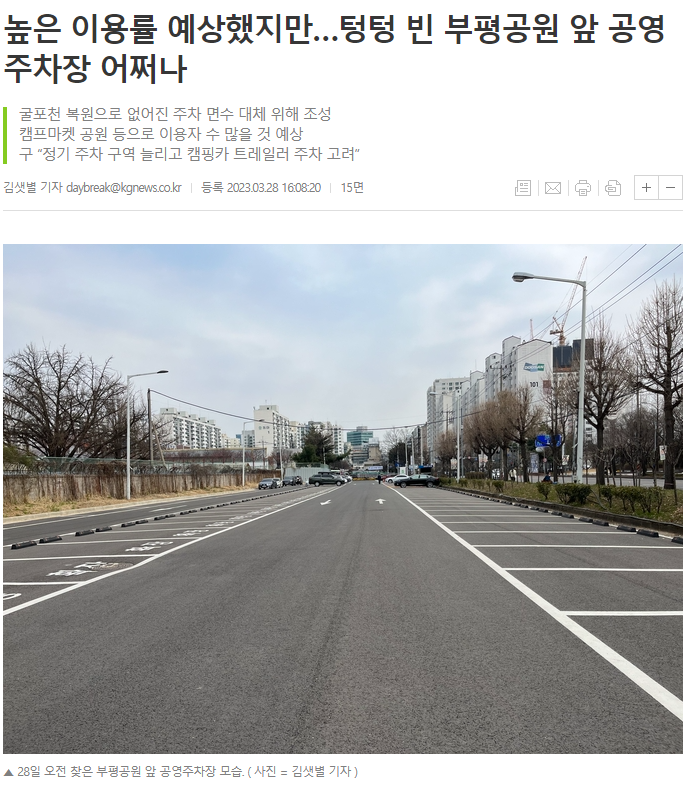 높은 이용률 예상했지만…텅텅 빈 부평공원 앞 공영
주차장 어쩌나
굴포천 복원으로 없어진 주차 면수 대체 위해 조성
캠프마켓 공원 등으로 이용자 수 많을 것 예상
구 “정기 주차 구역 늘리고 캠핑카 트레일러 주차 고려”
김샛별 기자 daybreak@kgnews.co.kr 등록 2023.03.28 16:08:20 15면
101
▲ 28일 오전 찾은 부평공원 앞 공영주차장 모습. ( 사진 = 김샛별 기자 )